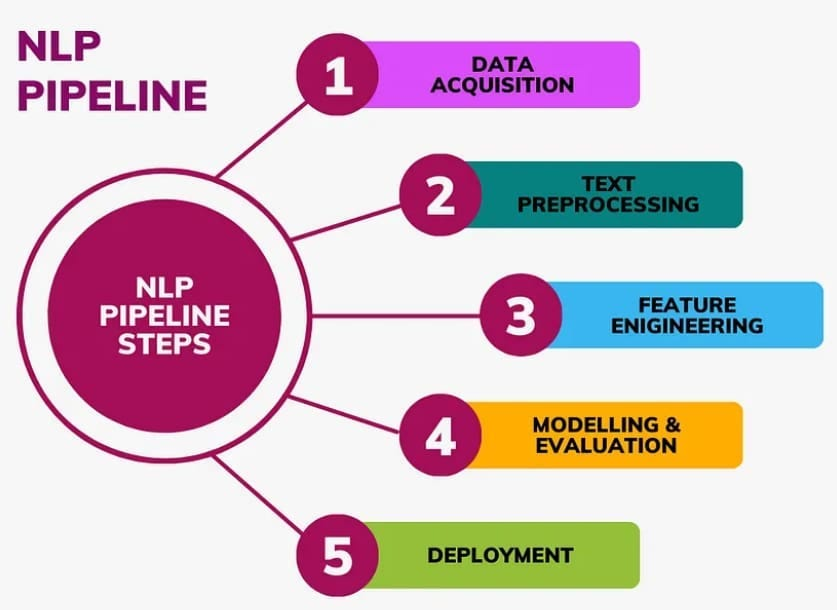 NLP
PIPELINE
1
DATA
ACQUISITION
2
TEXT
PREPROCESSING
NLP
PIPELINE
STEPS
3
FEATURE
ENIGINEERING
4
MODELLING &
EVALUATION
5
DEPLOYMENT